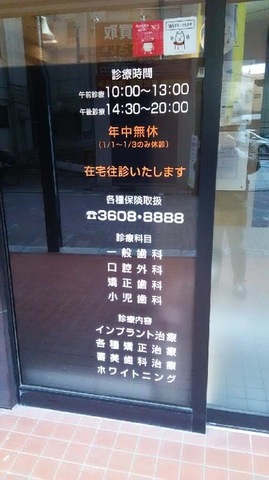 診療時間
午前診療 10:00〜13:00
午後診療 14:30〜20:00
年中無休
(1/1〜1/3のみ休診)
在宅往診いたします
各種保険取扱
☎3608・8888
診療科目
一般歯科
口腔外科
矯正歯科
小児歯科
診療内容
インプラント治療
各種矯正治療
審美歯科治療
ホワイトニング